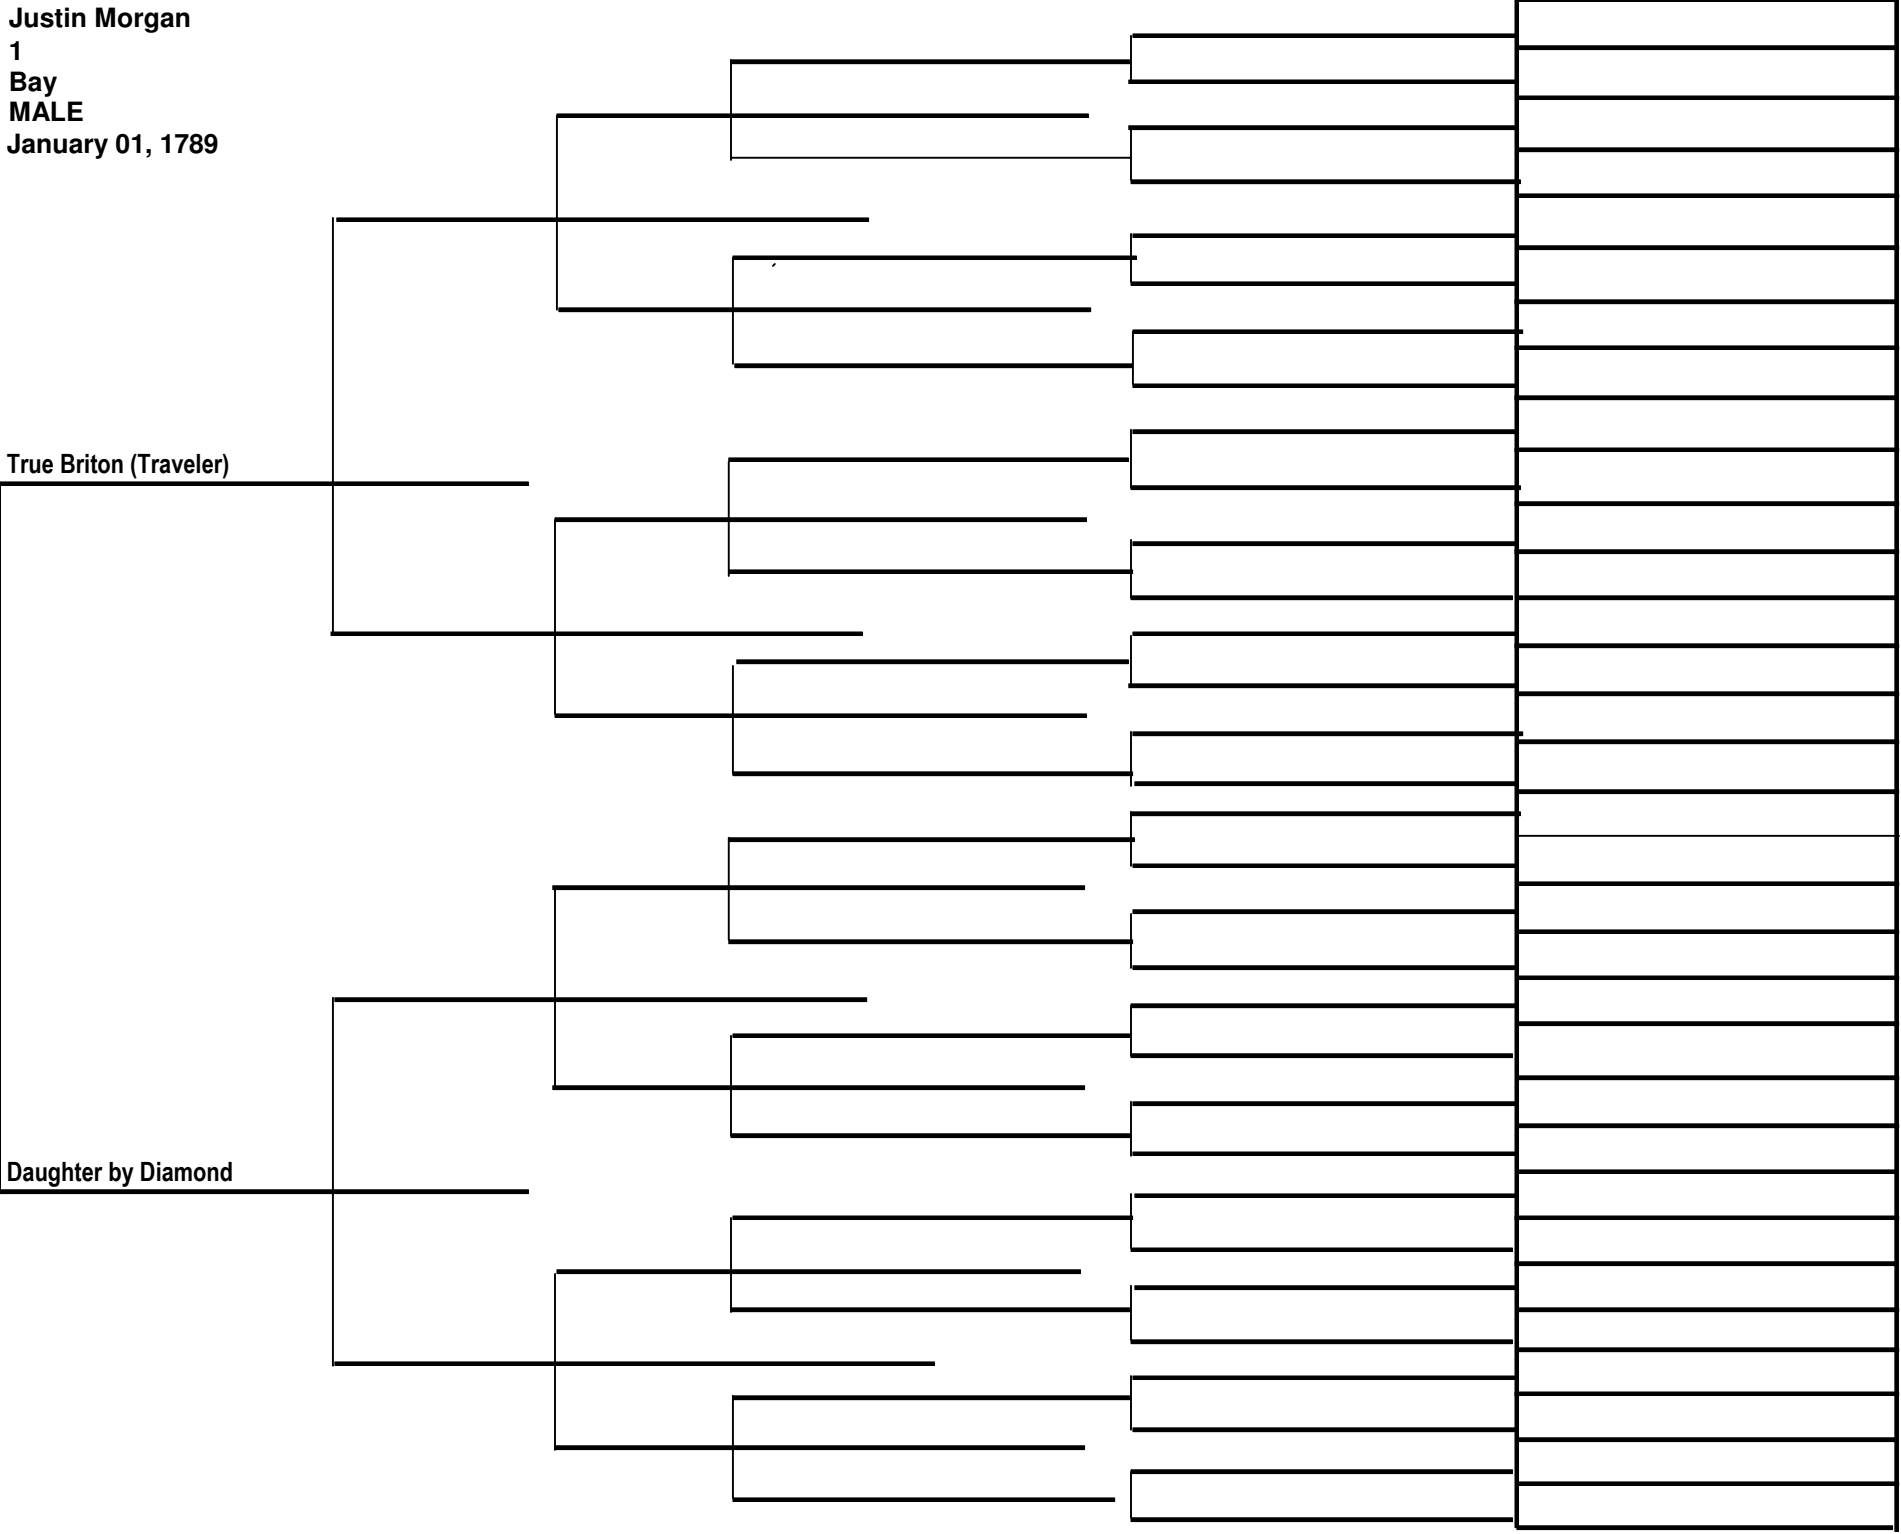 Justin Morgan
1
Bay
MALE
January 01, 1789
True Briton (Traveler)
Daughter by Diamond